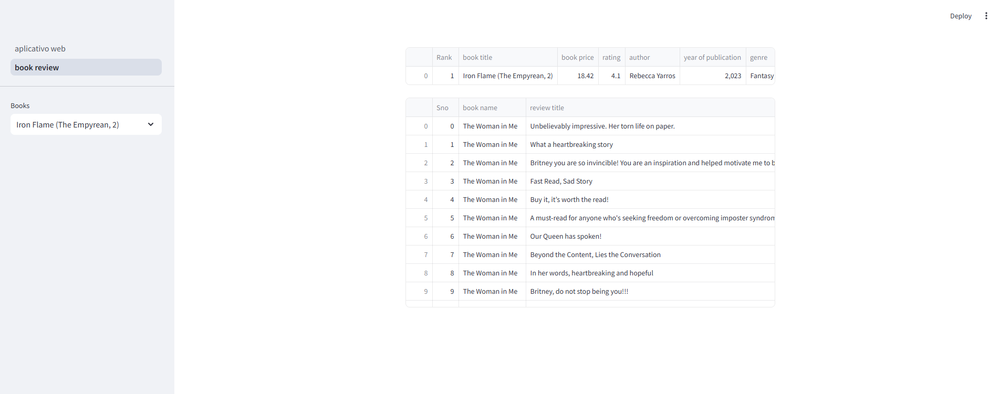 Deploy
aplicativo web
book review
Books
Iron Flame (The Empyrean, 2)
Rank book title book price rating author year of publication genre
0 1 Iron Flame (The Empyrean, 2) 18.42 4.1 Rebecca Yarros 2,023 Fantasy
Sno book name review title
0 0 The Woman in Me Unbelievably impressive. Her torn life on paper.
1 1 The Woman in Me What a heartbreaking story
2 2 The Woman in Me Britney you are so invincible! You are an inspiration and helped motivate me to b
3 3 The Woman in Me Fast Read, Sad Story
4 4 The Woman in Me Buy it, it’s worth the read!
5 5 The Woman in Me A must-read for anyone who's seeking freedom or overcoming imposter syndrom
6 6 The Woman in Me Our Queen has spoken!
7 7 The Woman in Me Beyond the Content, Lies the Conversation
8 8 The Woman in Me In her words, heartbreaking and hopeful
9 9 The Woman in Me Britney, do not stop being you!!!